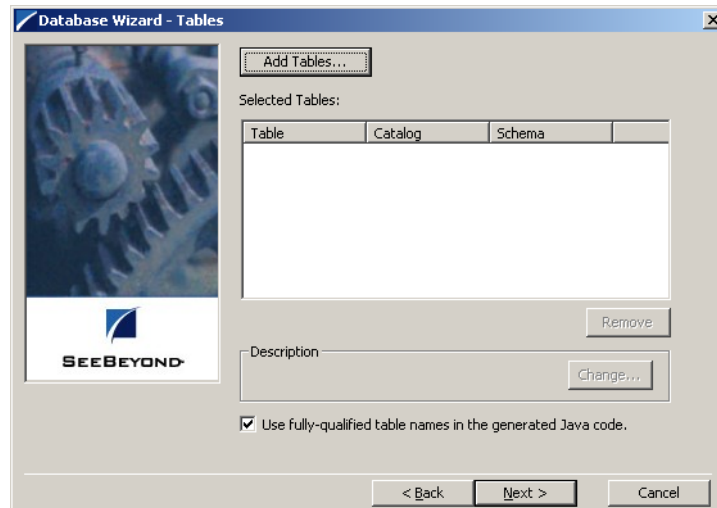 Database Wizard - Tables
Add Tables...
Selected Tables:
Table Catalog Schema
Remove
SEEBEYOND
Description
Change...
Use fully-qualified table names in the generated Java code.
< Back Next > Cancel